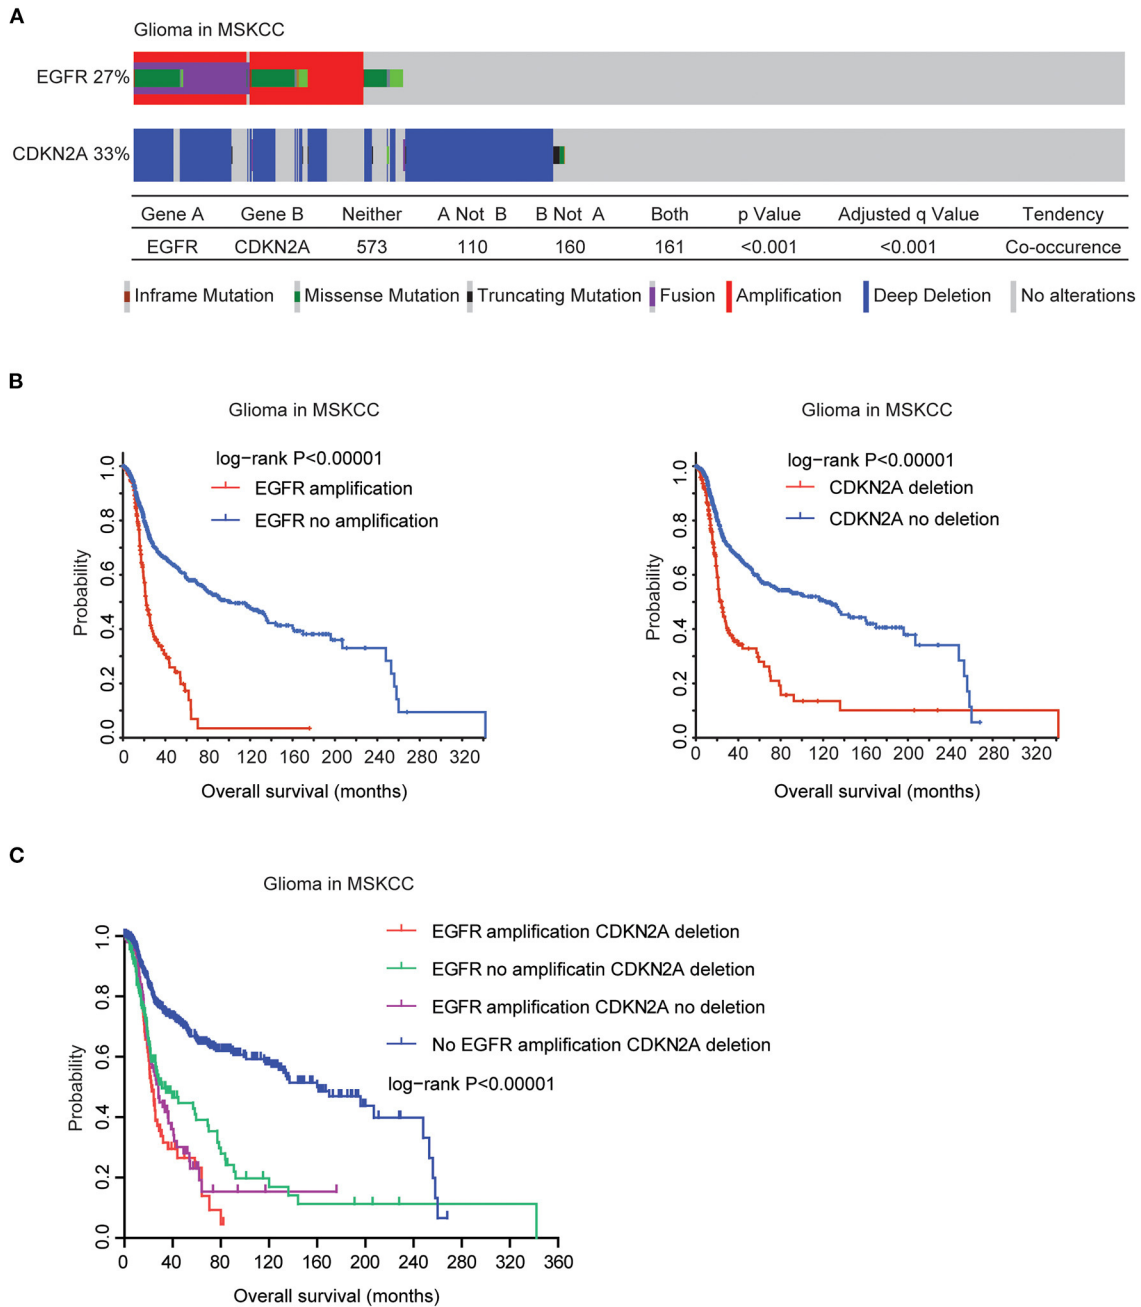 A
Glioma in MSKCC
EGFR 27%
CDKN2A 33%
Gene A Gene B Neither A Not B B Not A Both p Value Adjusted q Value Tendency
EGFR CDKN2A 573 110 160 161 <0.001 <0.001 Co-occurence
Inframe Mutation Missense Mutation Truncating Mutation Fusion Amplification Deep Deletion No alterations
B
Glioma in MSKCC
log-rank P<0.00001
EGFR amplification
EGFR no amplification
Probability
1.0
0.8
0.6
0.4
0.2
0.0
0 40 80 120 160 200 240 280 320
Overall survival (months)
Glioma in MSKCC
log-rank P<0.00001
CDKN2A deletion
CDKN2A no deletion
Probability
1.0
0.8
0.6
0.4
0.2
0.0
0 40 80 120 160 200 240 280 320
Overall survival (months)
C
Glioma in MSKCC
EGFR amplification CDKN2A deletion
EGFR no amplificatin CDKN2A deletion
EGFR amplification CDKN2A no deletion
No EGFR amplification CDKN2A deletion
log-rank P<0.00001
Probability
1.0
0.8
0.6
0.4
0.2
0.0
0 40 80 120 160 200 240 280 320 360
Overall survival (months)